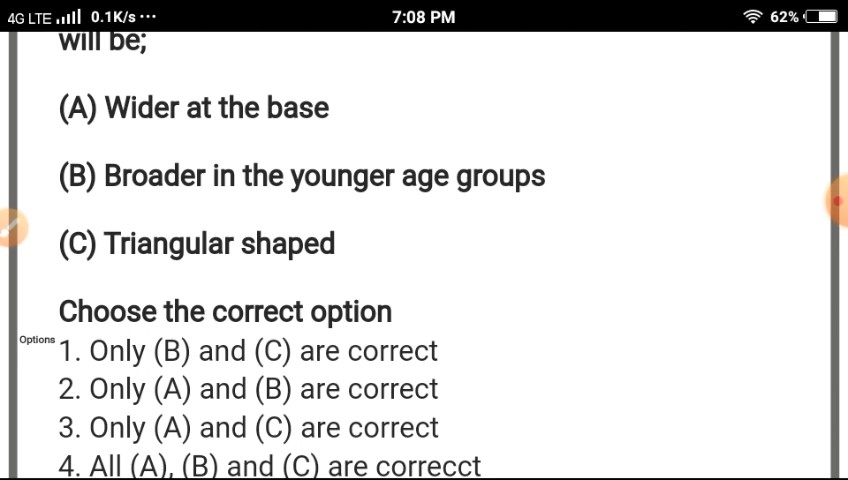 4G LTE 0.1K/s ... 7:08 PM 62%
will be;
(A) Wider at the base
(B) Broader in the younger age groups
(C) Triangular shaped
Choose the correct option
Options 1. Only (B) and (C) are correct
2. Only (A) and (B) are correct
3. Only (A) and (C) are correct
4. All (A), (B) and (C) are correcct